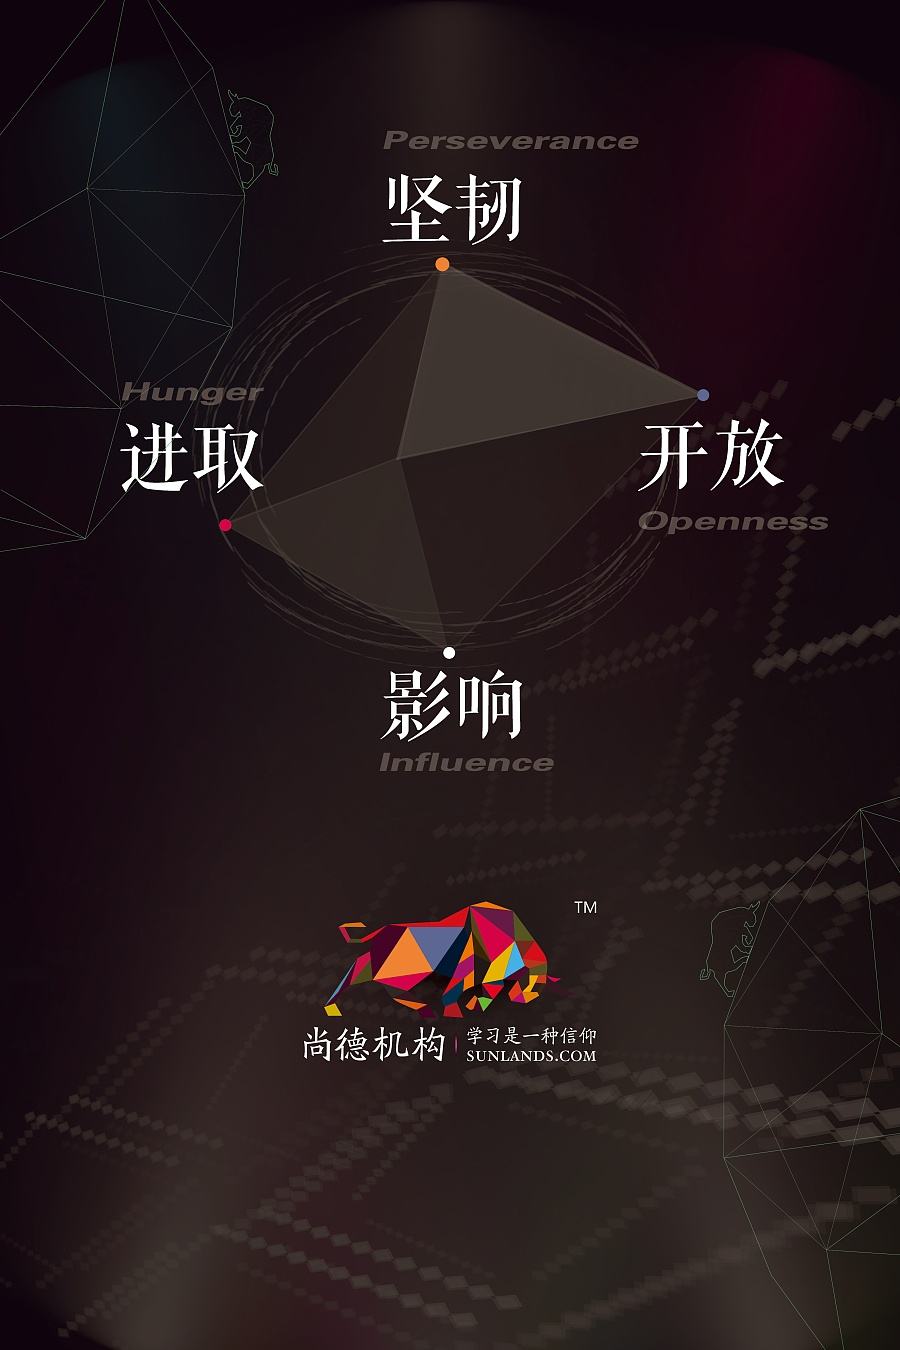 Perseverance
坚韧
Hunger
进取
开放
Openness
影响
Influence
TM
尚德机构
学习是一种信仰
SUNLANDS.COM